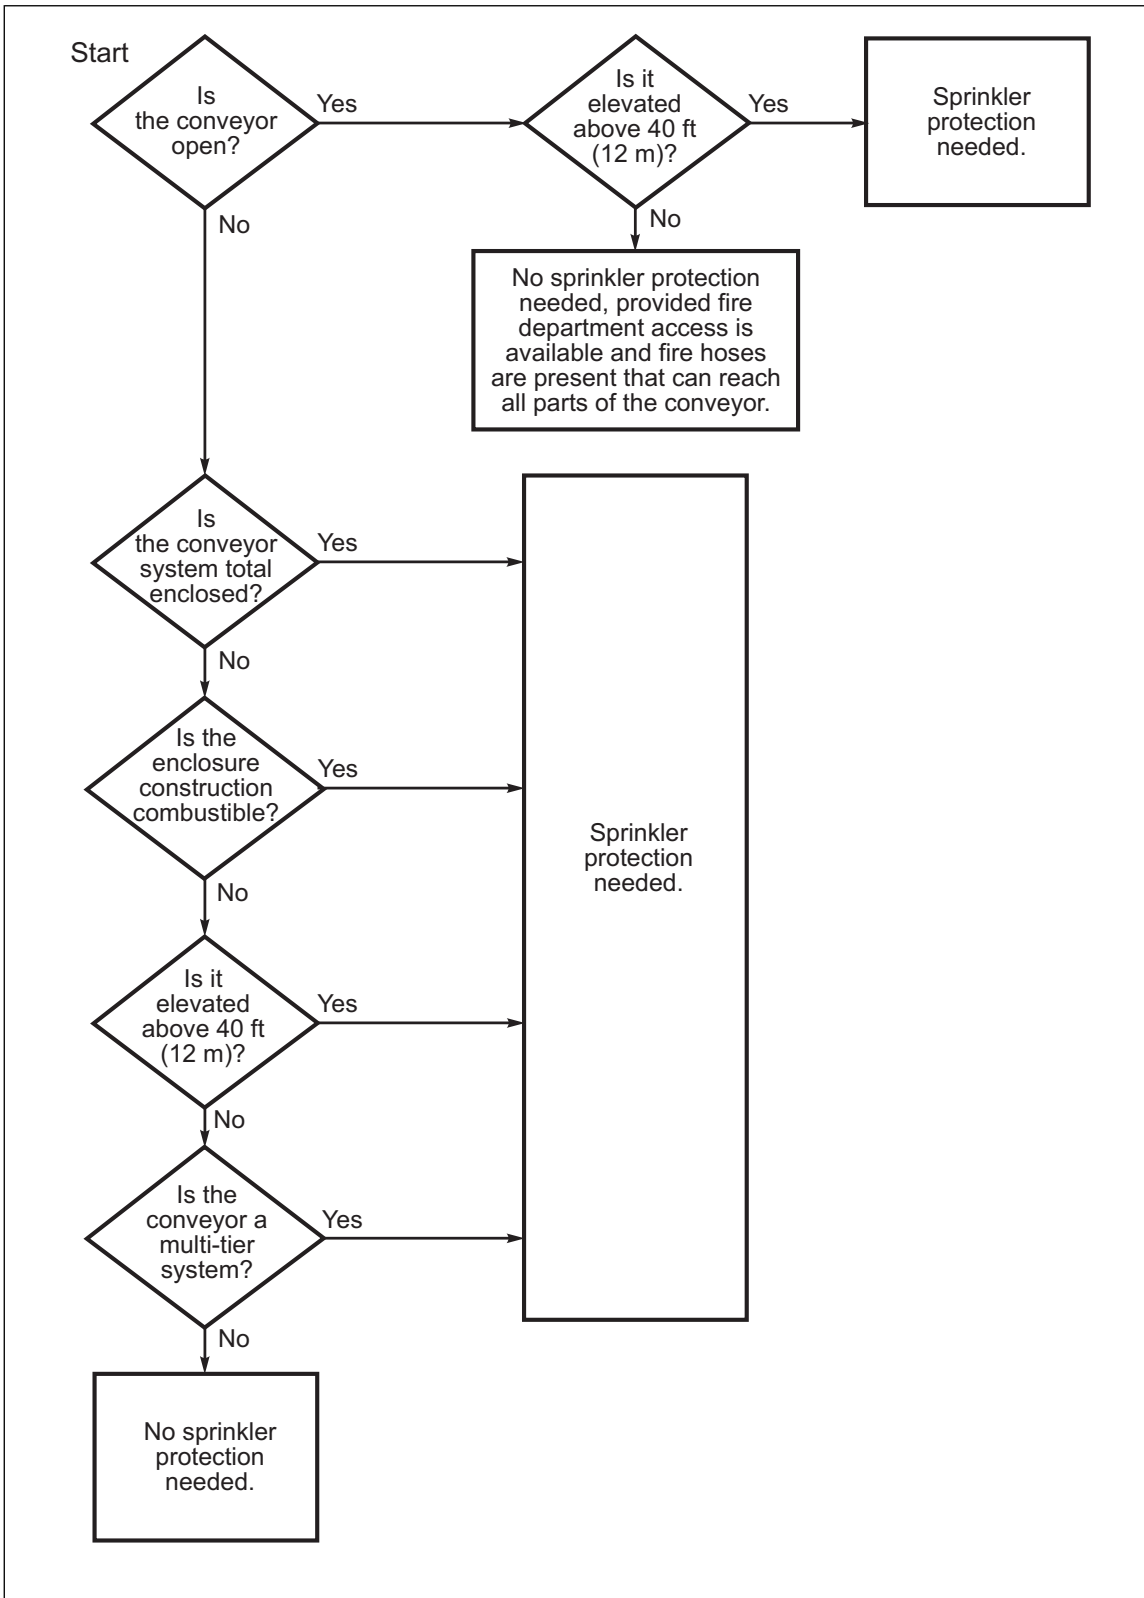 Start
Is
the conveyor
open?
Yes
Is it
elevated
above 40 ft
(12 m)?
Yes
Sprinkler
protection
needed.
No
No
No sprinkler protection
needed, provided fire
department access is
available and fire hoses
are present that can reach
all parts of the conveyor.
Is
the conveyor
system total
enclosed?
Yes
No
Is the
enclosure
construction
combustible?
Yes
Sprinkler
protection
needed.
No
Is it
elevated
above 40 ft
(12 m)?
Yes
No
Is the
conveyor a
multi-tier
system?
Yes
No
No sprinkler
protection
needed.